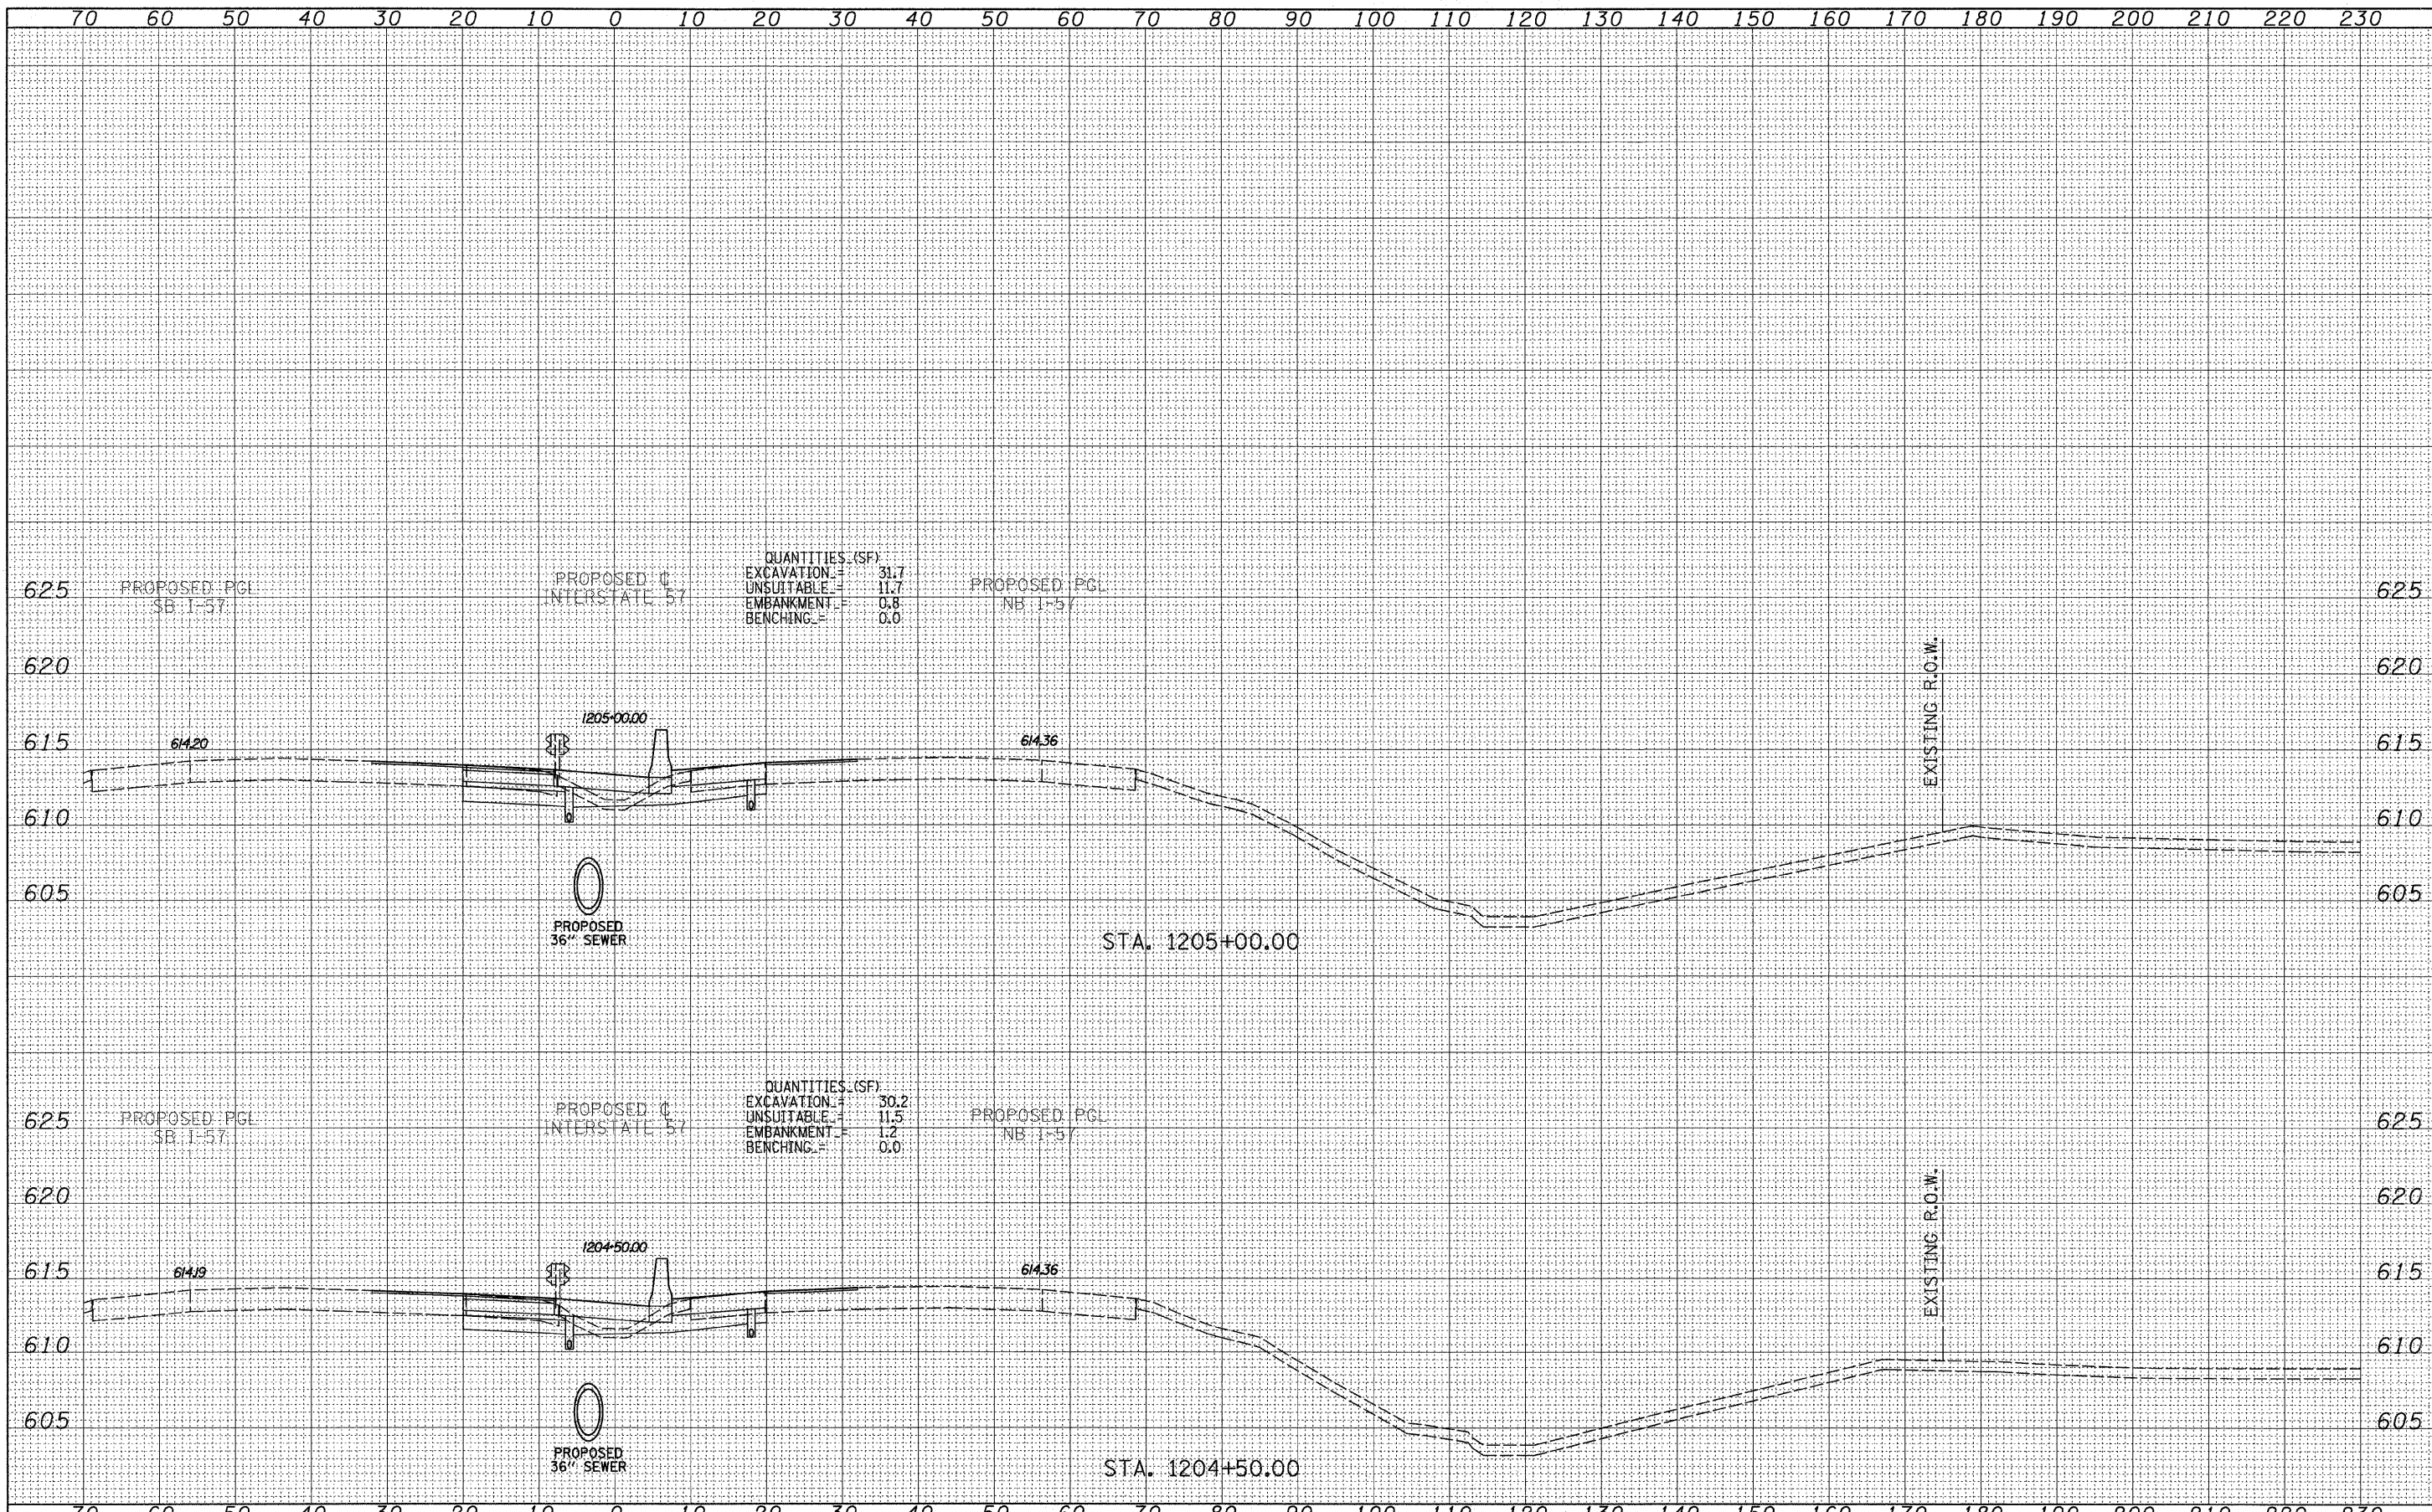 70 60 50 40 30 20 10 0 10 20 30 40 50 60 70 80 90 100 110 120 130 140 150 160 170 180 190 200 210 220 230
QUANTITIES (SF)
EXCAVATION = 31.7
UNSUITABLE = 11.7
EMBANKMENT = 0.8
BENCHING = 0.0
625 625
PROPOSED PGL
SB I-57
PROPOSED ℄
INTERSTATE 57
PROPOSED PGL
NB I-57
620 620
EXISTING R.O.W.
1205+00.00
615 615
614.20
614.36
610 610
605 605
PROPOSED
36" SEWER
STA. 1205+00.00
QUANTITIES (SF)
EXCAVATION = 30.2
UNSUITABLE = 11.5
EMBANKMENT = 1.2
BENCHING = 0.0
625 625
PROPOSED PGL
SB I-57
PROPOSED ℄
INTERSTATE 57
PROPOSED PGL
NB I-57
620 620
EXISTING R.O.W.
1204+50.00
615 615
614.19
614.36
610 610
605 605
PROPOSED
36" SEWER
STA. 1204+50.00
70 60 50 40 30 20 10 0 10 20 30 40 50 60 70 80 90 100 110 120 130 140 150 160 170 180 190 200 210 220 230